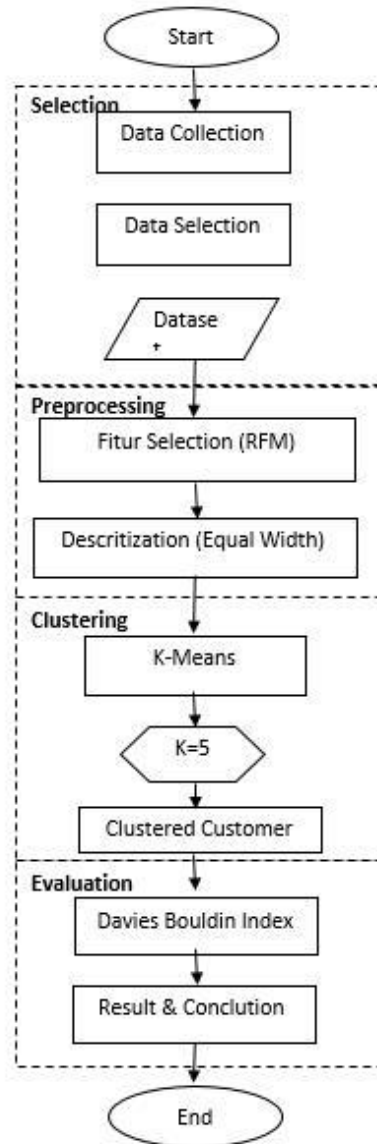 Start
Selection
Data Collection
Data Selection
Datase
Preprocessing
Fitur Selection (RFM)
Descritization (Equal Width)
Clustering
K-Means
K=5
Clustered Customer
Evaluation
Davies Bouldin Index
Result & Conclution
End